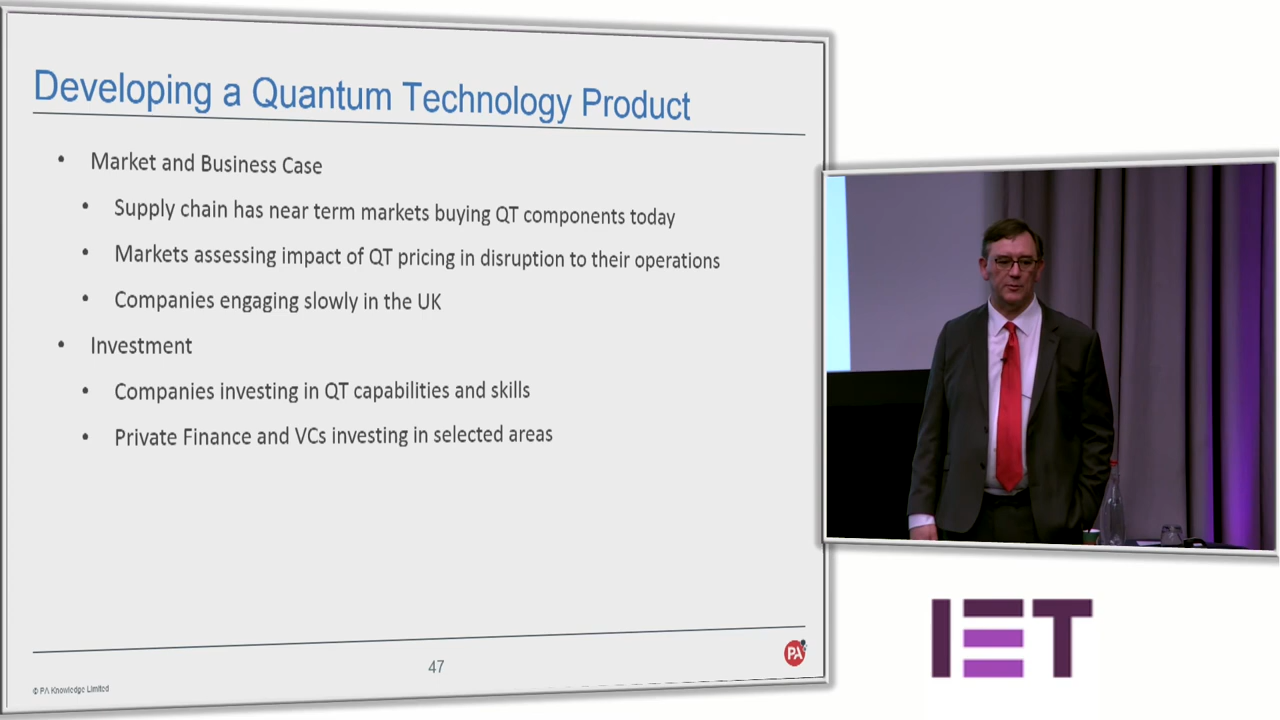 Developing a Quantum Technology Product
• Market and Business Case
• Supply chain has near term markets buying QT components today
• Markets assessing impact of QT pricing in disruption to their operations
• Companies engaging slowly in the UK
• Investment
• Companies investing in QT capabilities and skills
• Private Finance and VCs investing in selected areas
47
PA
© PA Knowledge Limited
IET